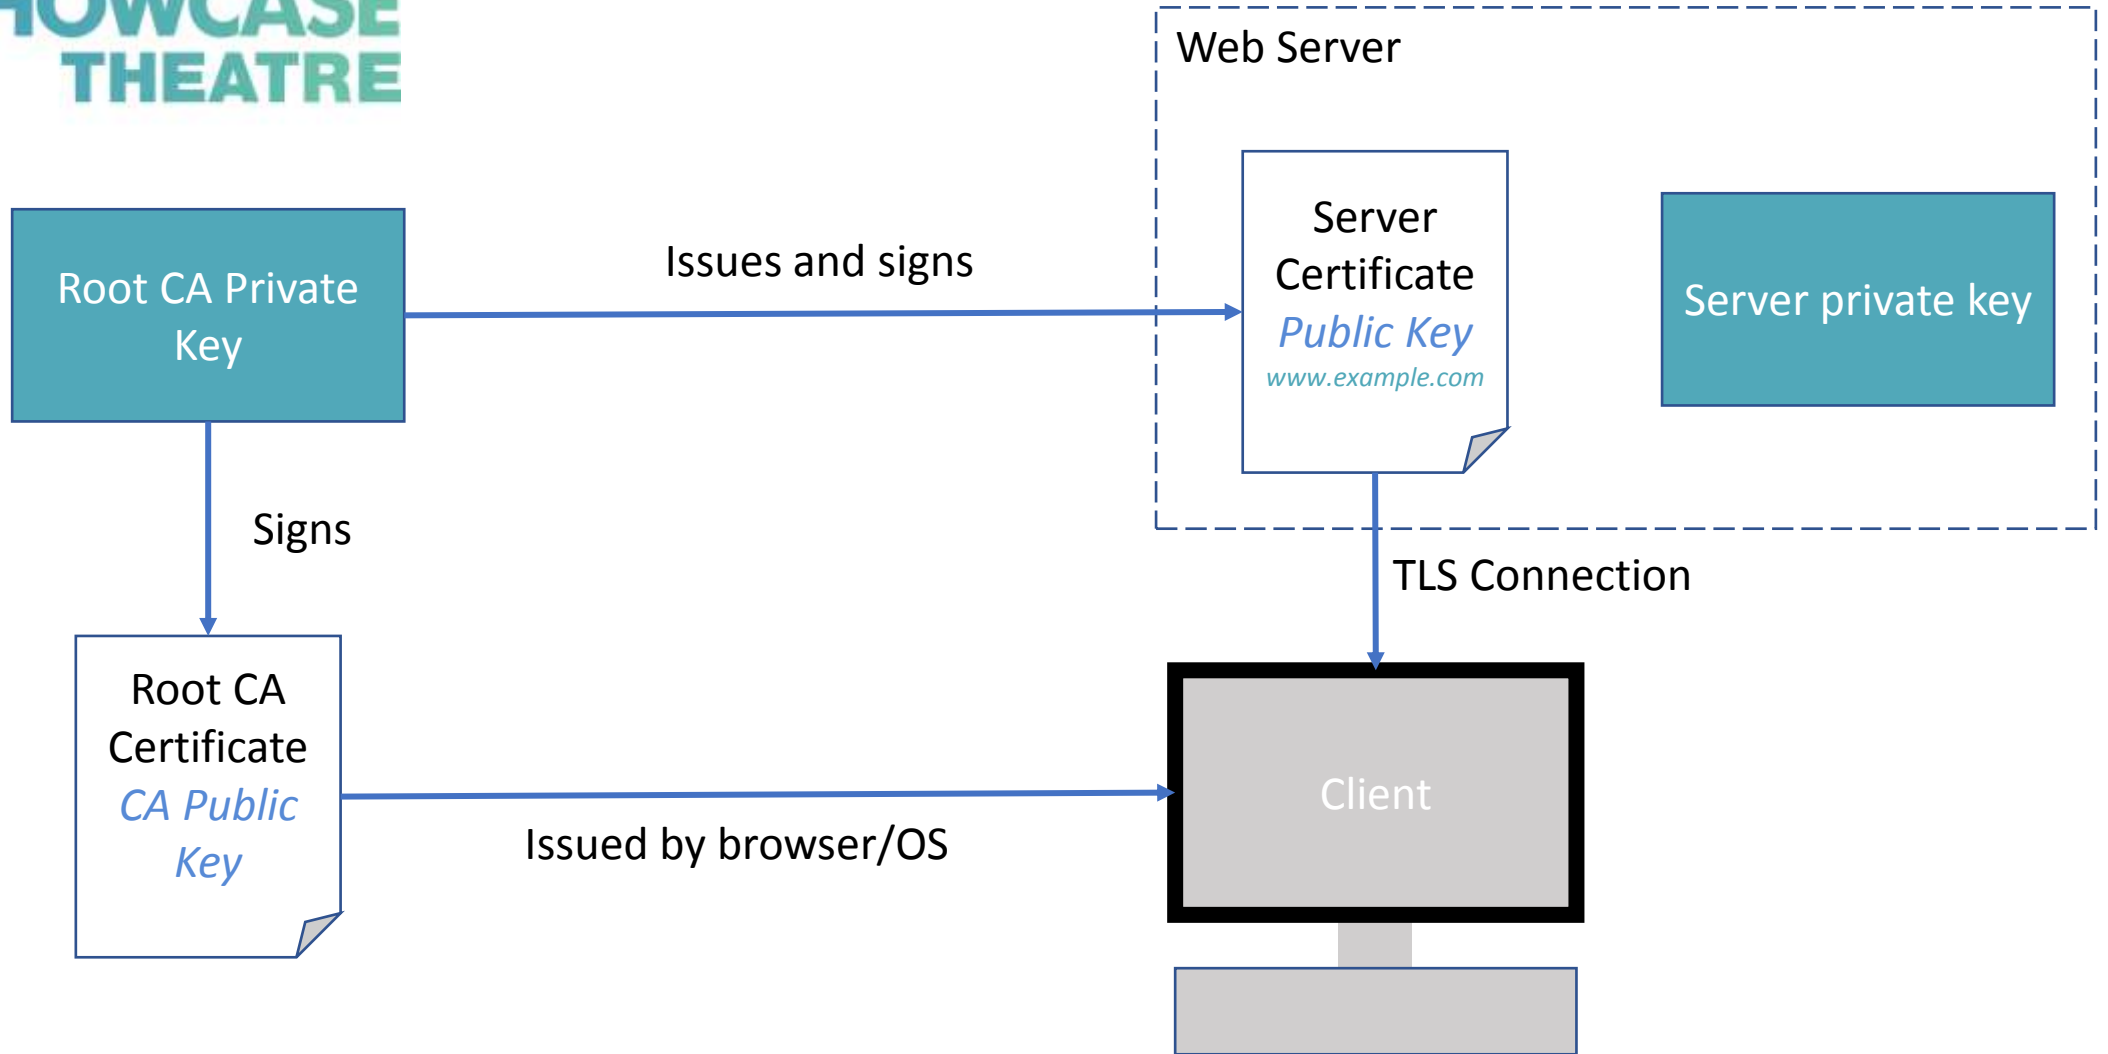 THEATRE
Web Server
Root CA Private
Key
Issues and signs
Server
Certificate
Public Key
www.example.com
Server private key
Signs
TLS Connection
Root CA
Certificate
CA Public
Key
Issued by browser/OS
Client